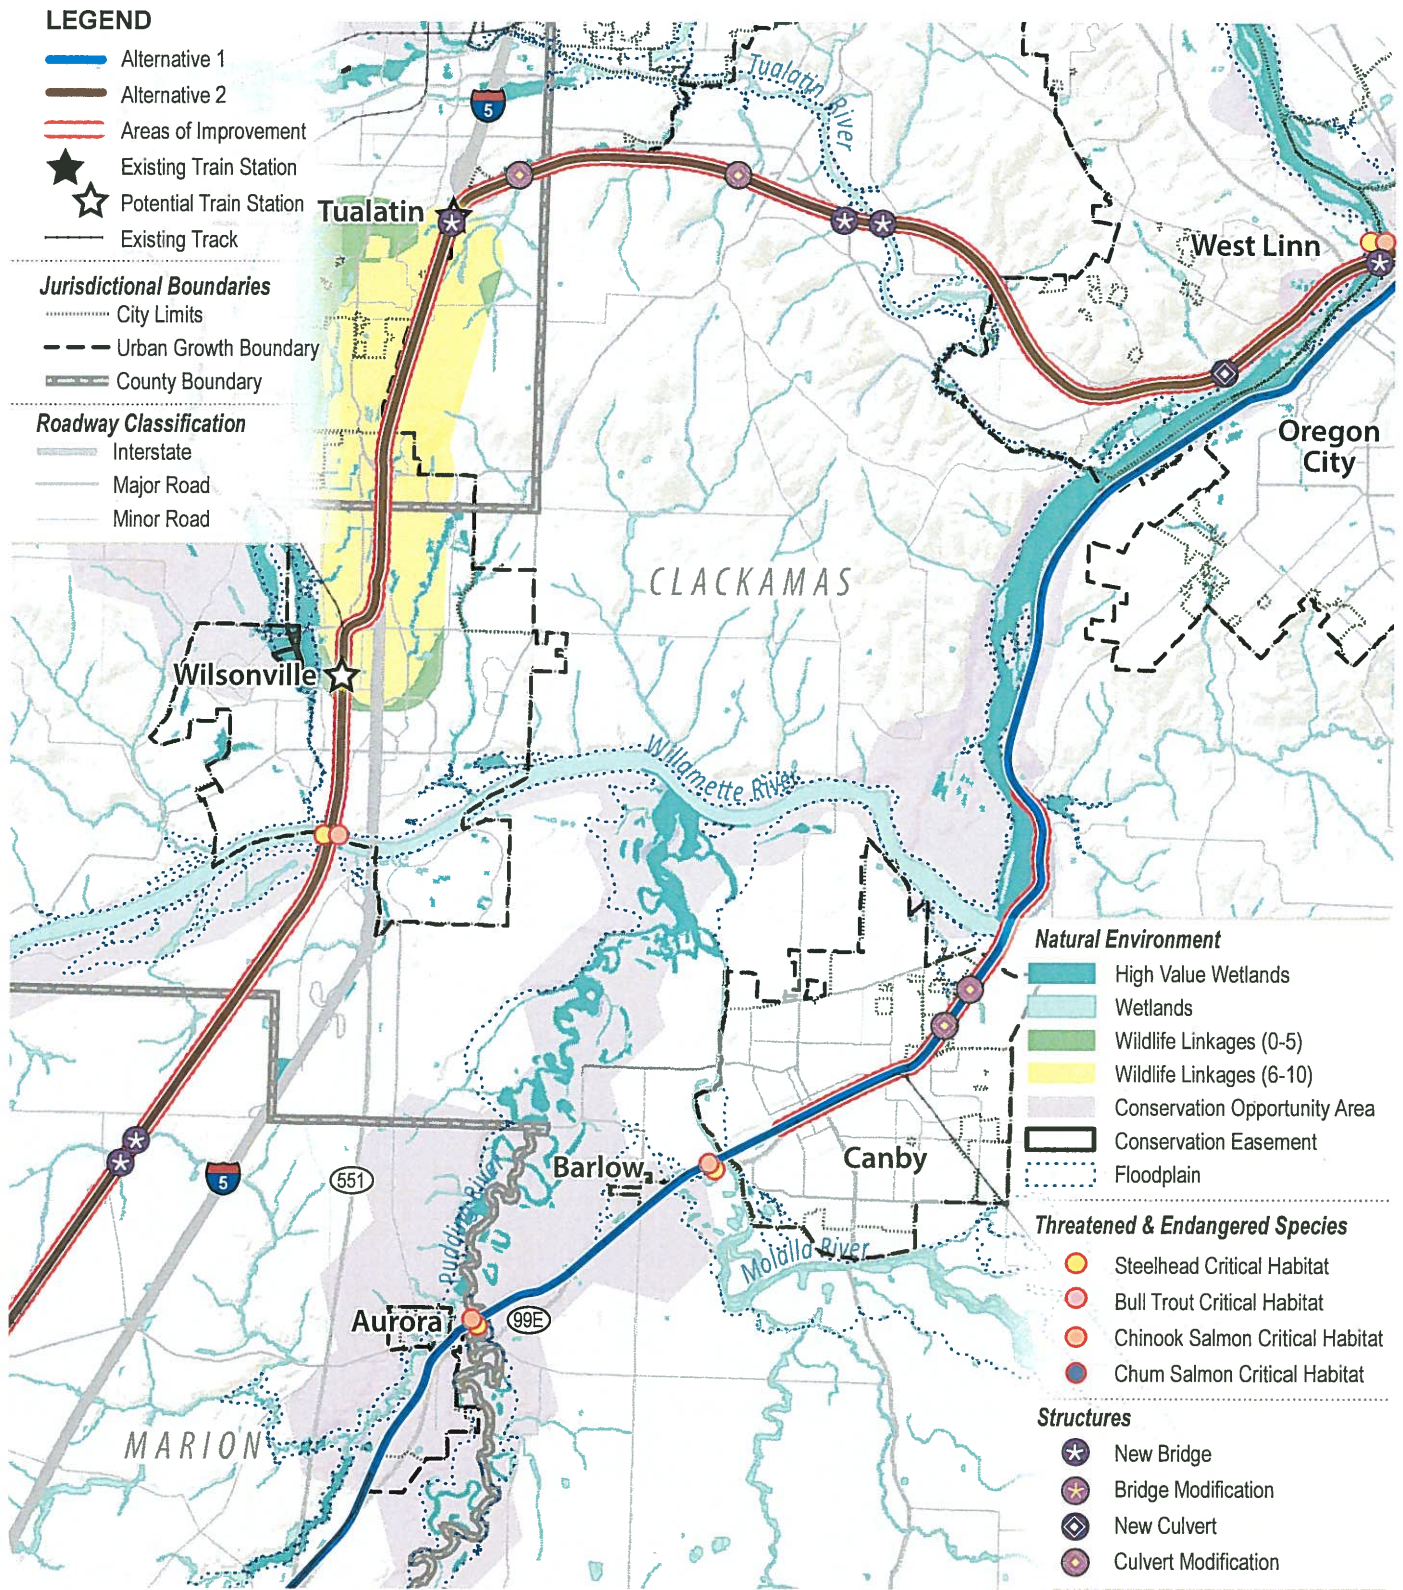 LEGEND
Alternative 1
Alternative 2
Areas of Improvement
Existing Train Station
Potential Train Station
Existing Track
Jurisdictional Boundaries
City Limits
Urban Growth Boundary
County Boundary
Roadway Classification
Interstate
Major Road
Minor Road
5
Tualatin River
Tualatin
West Linn
Oregon
City
CLACKAMAS
Wilsonville
Willamette River
Barlow
Canby
5
551
Pudding River
Molalla River
Aurora
99E
MARION
Natural Environment
High Value Wetlands
Wetlands
Wildlife Linkages (0-5)
Wildlife Linkages (6-10)
Conservation Opportunity Area
Conservation Easement
Floodplain
Threatened & Endangered Species
Steelhead Critical Habitat
Bull Trout Critical Habitat
Chinook Salmon Critical Habitat
Chum Salmon Critical Habitat
Structures
New Bridge
Bridge Modification
New Culvert
Culvert Modification